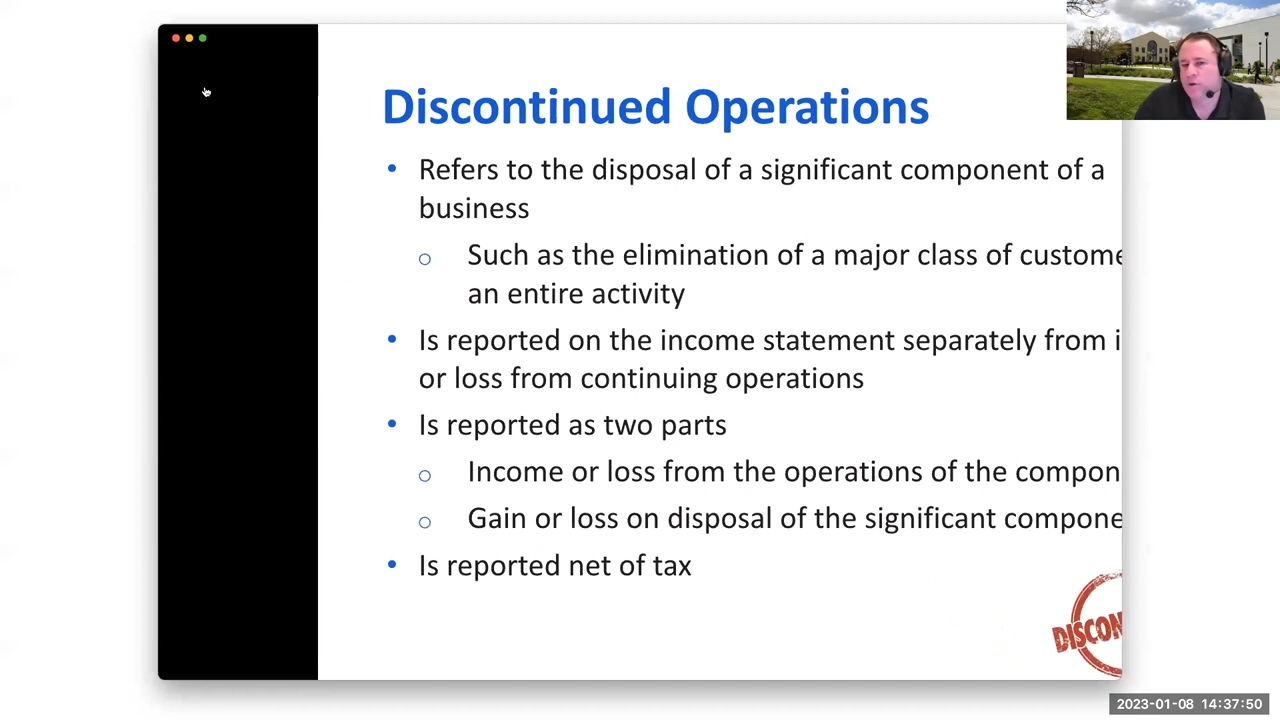 Discontinued Operations
• Refers to the disposal of a significant component of a
business
o Such as the elimination of a major class of custome
an entire activity
• Is reported on the income statement separately from i
or loss from continuing operations
• Is reported as two parts
o Income or loss from the operations of the compon
o Gain or loss on disposal of the significant compone
• Is reported net of tax
DISCON
2023-01-08 14:37:50